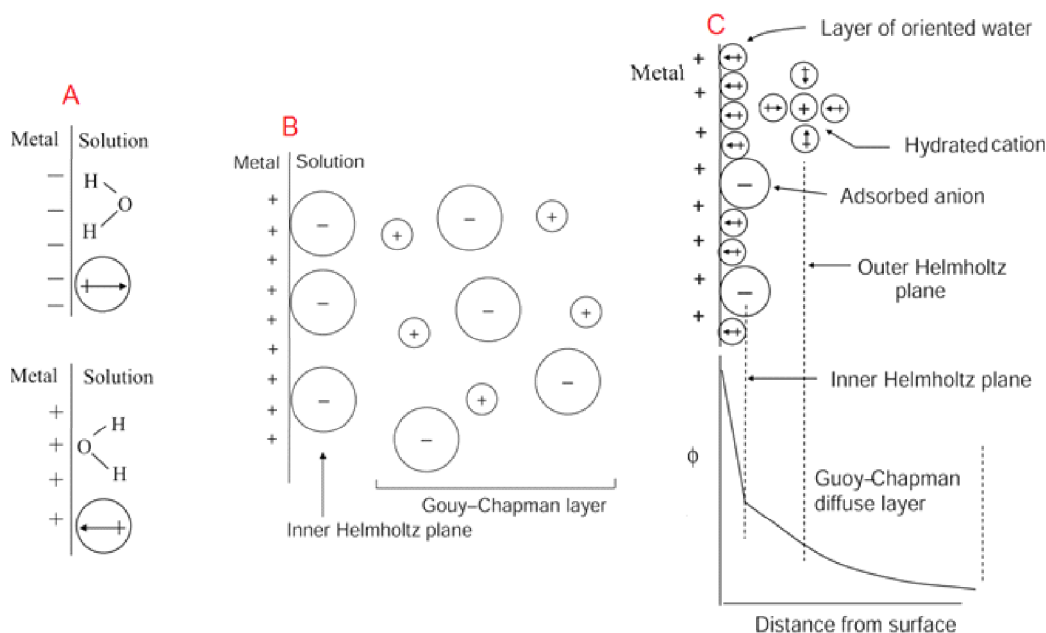 A
Metal
Solution
H
O
H
Metal
Solution
H
O
H
B
Metal
Solution
Gouy–Chapman layer
Inner Helmholtz plane
C
Layer of oriented water
Metal
Hydrated cation
Adsorbed anion
Outer Helmholtz
plane
Inner Helmholtz plane
ϕ
Guoy–Chapman
diffuse layer
Distance from surface